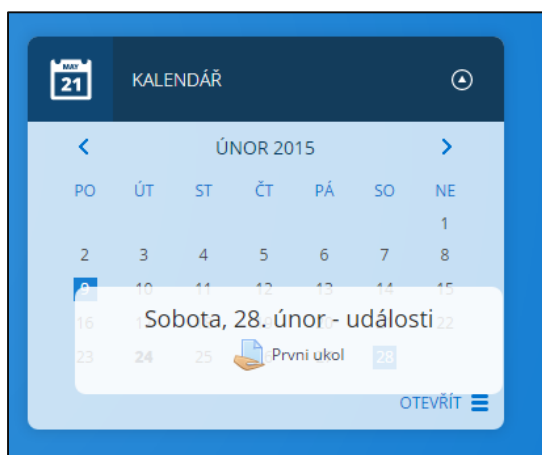 MAY
21
KALENDÁŘ
ÚNOR 2015
PO ÚT ST ČT PÁ SO NE
1
2 3 4 5 6 7 8
9 10 11 12 13 14 15
Sobota, 28. únor - události
16 22
První ukol
23 24 25 28
OTEVŘÍT